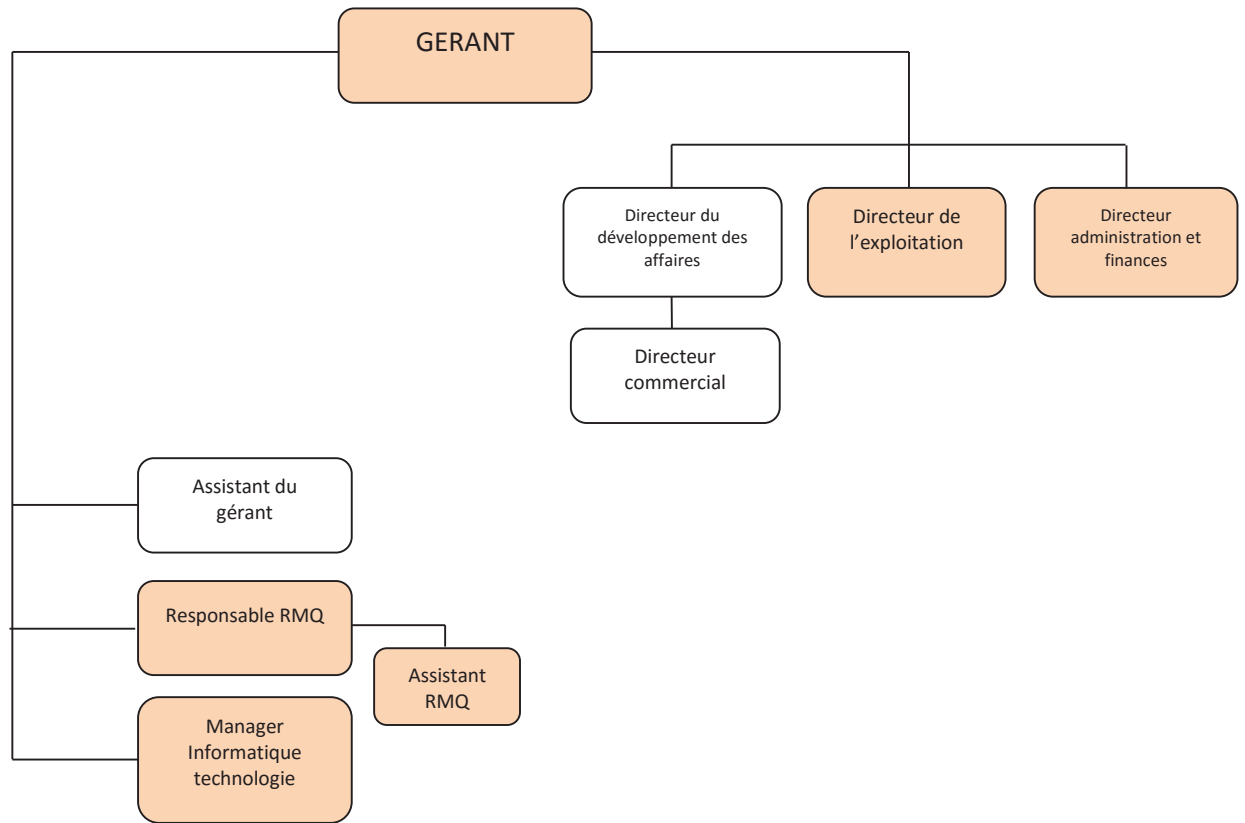 GERANT
Directeur du
développement des
affaires
Directeur de
l’exploitation
Directeur
administration et
finances
Directeur
commercial
Assistant du
gérant
Responsable RMQ
Assistant
RMQ
Manager
Informatique
technologie